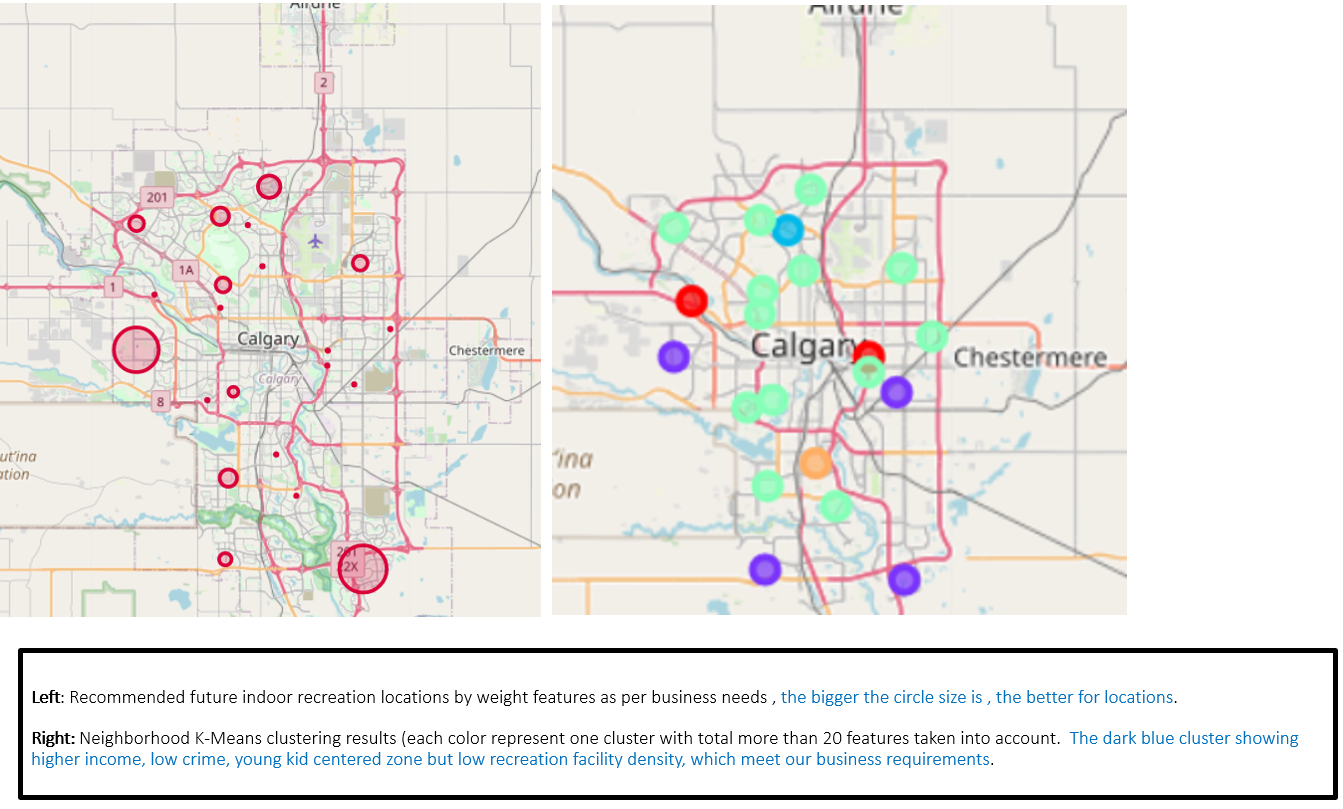 2
201
1A
1
Calgary
Calgary
Chestermere
8
ut'ina
ation
2X
Calgary
Chestermere
'ina
on
Left: Recommended future indoor recreation locations by weight features as per business needs , the bigger the circle size is , the better for locations.
Right: Neighborhood K-Means clustering results (each color represent one cluster with total more than 20 features taken into account. The dark blue cluster showing
higher income, low crime, young kid centered zone but low recreation facility density, which meet our business requirements.